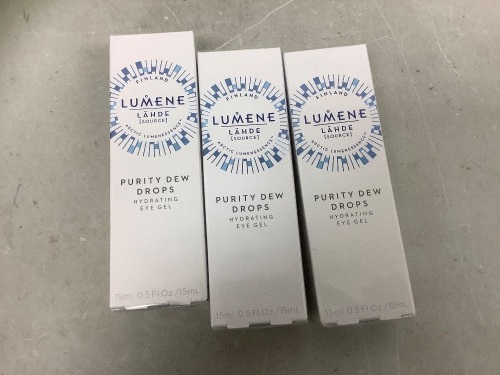 FINLAND
LUMENE
LÄHDE
[SOURCE]
ARCTIC LUMENESSENCE
PURITY DEW
DROPS
HYDRATING
EYE GEL
15mL 0.5 Fl.Oz./15mL
FINLAND
LUMENE
LÄHDE
[SOURCE]
ARCTIC LUMENESSENCE
PURITY DEW
DROPS
HYDRATING
EYE GEL
15mL 0.5 Fl.Oz./15mL
FINLAND
LUMENE
LÄHDE
[SOURCE]
ARCTIC LUMENESSENCE
PURITY DEW
DROPS
HYDRATING
EYE GEL
15mL 0.5 Fl.Oz./15mL